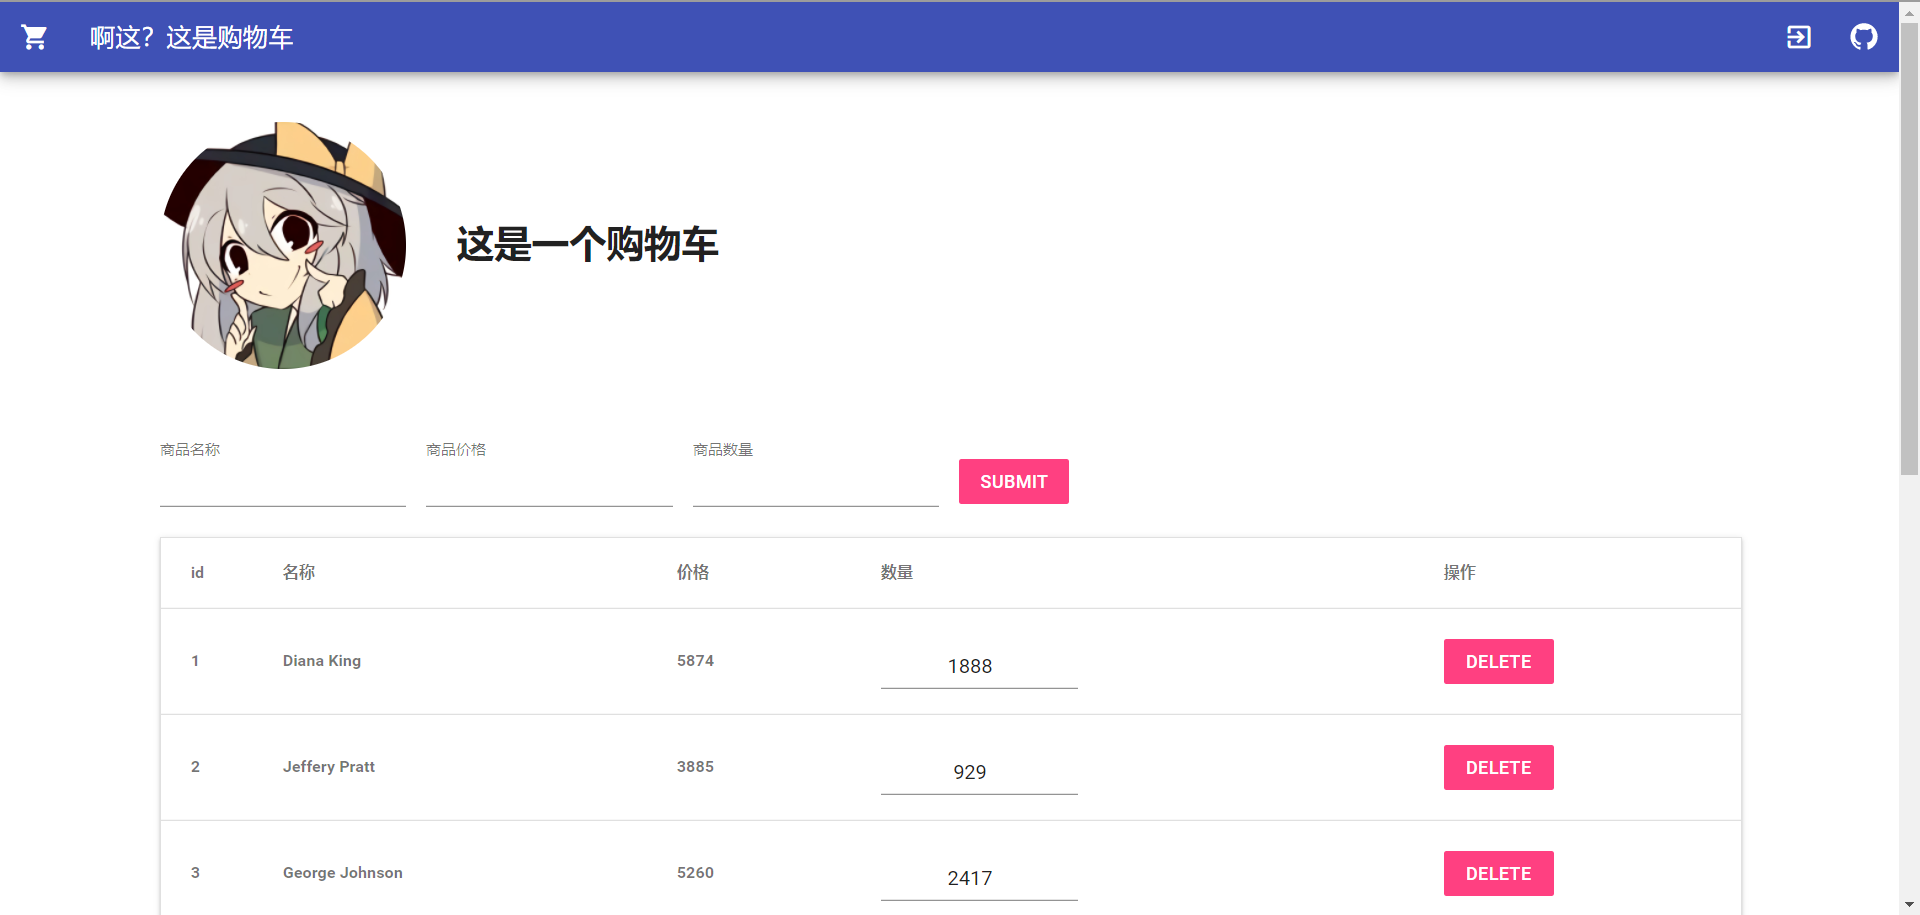 啊这？这是购物车
这是一个购物车
商品名称 商品价格 商品数量 SUBMIT
id 名称 价格 数量 操作
1 Diana King 5874 1888 DELETE
2 Jeffery Pratt 3885 929 DELETE
3 George Johnson 5260 2417 DELETE